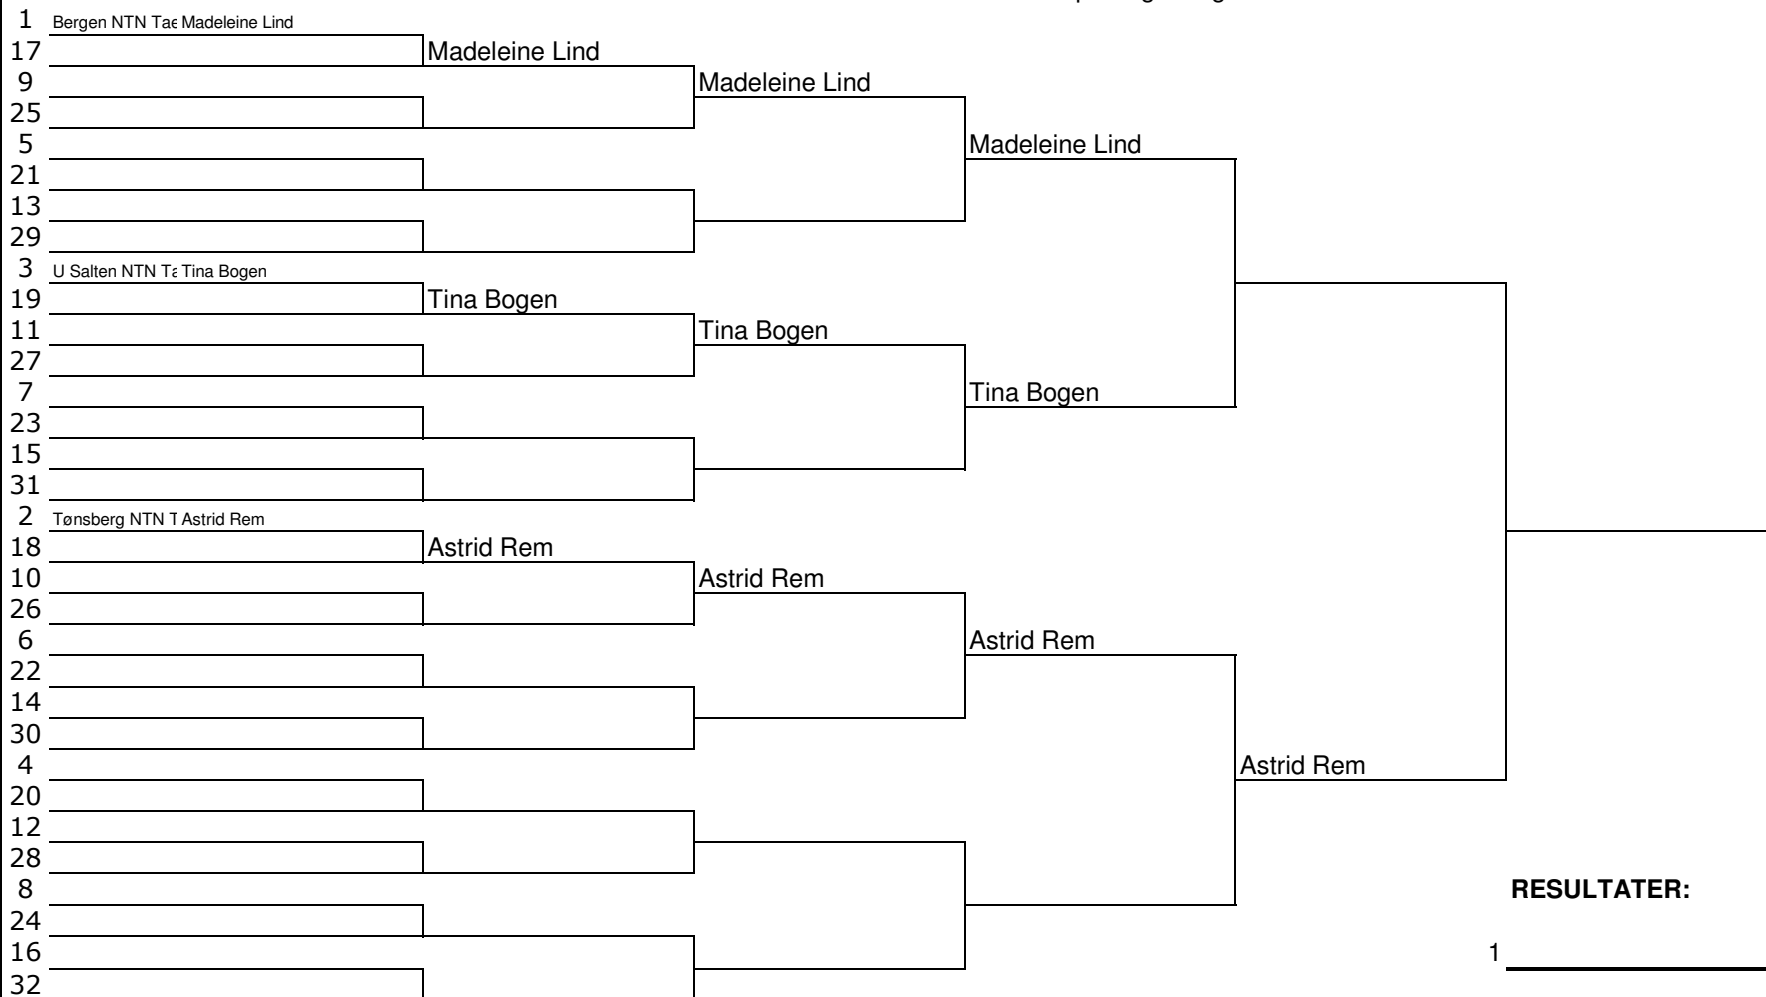 1 Bergen NTN Tae Madeleine Lind
17 Madeleine Lind
9 Madeleine Lind
25
5 Madeleine Lind
21
13
29
3 U Salten NTN Ta Tina Bogen
19 Tina Bogen
11 Tina Bogen
27
7 Tina Bogen
23
15
31
2 Tønsberg NTN T Astrid Rem
18 Astrid Rem
10 Astrid Rem
26
6 Astrid Rem
22
14
30
4 Astrid Rem
20
12
28
8 RESULTATER:
24
16 1
32